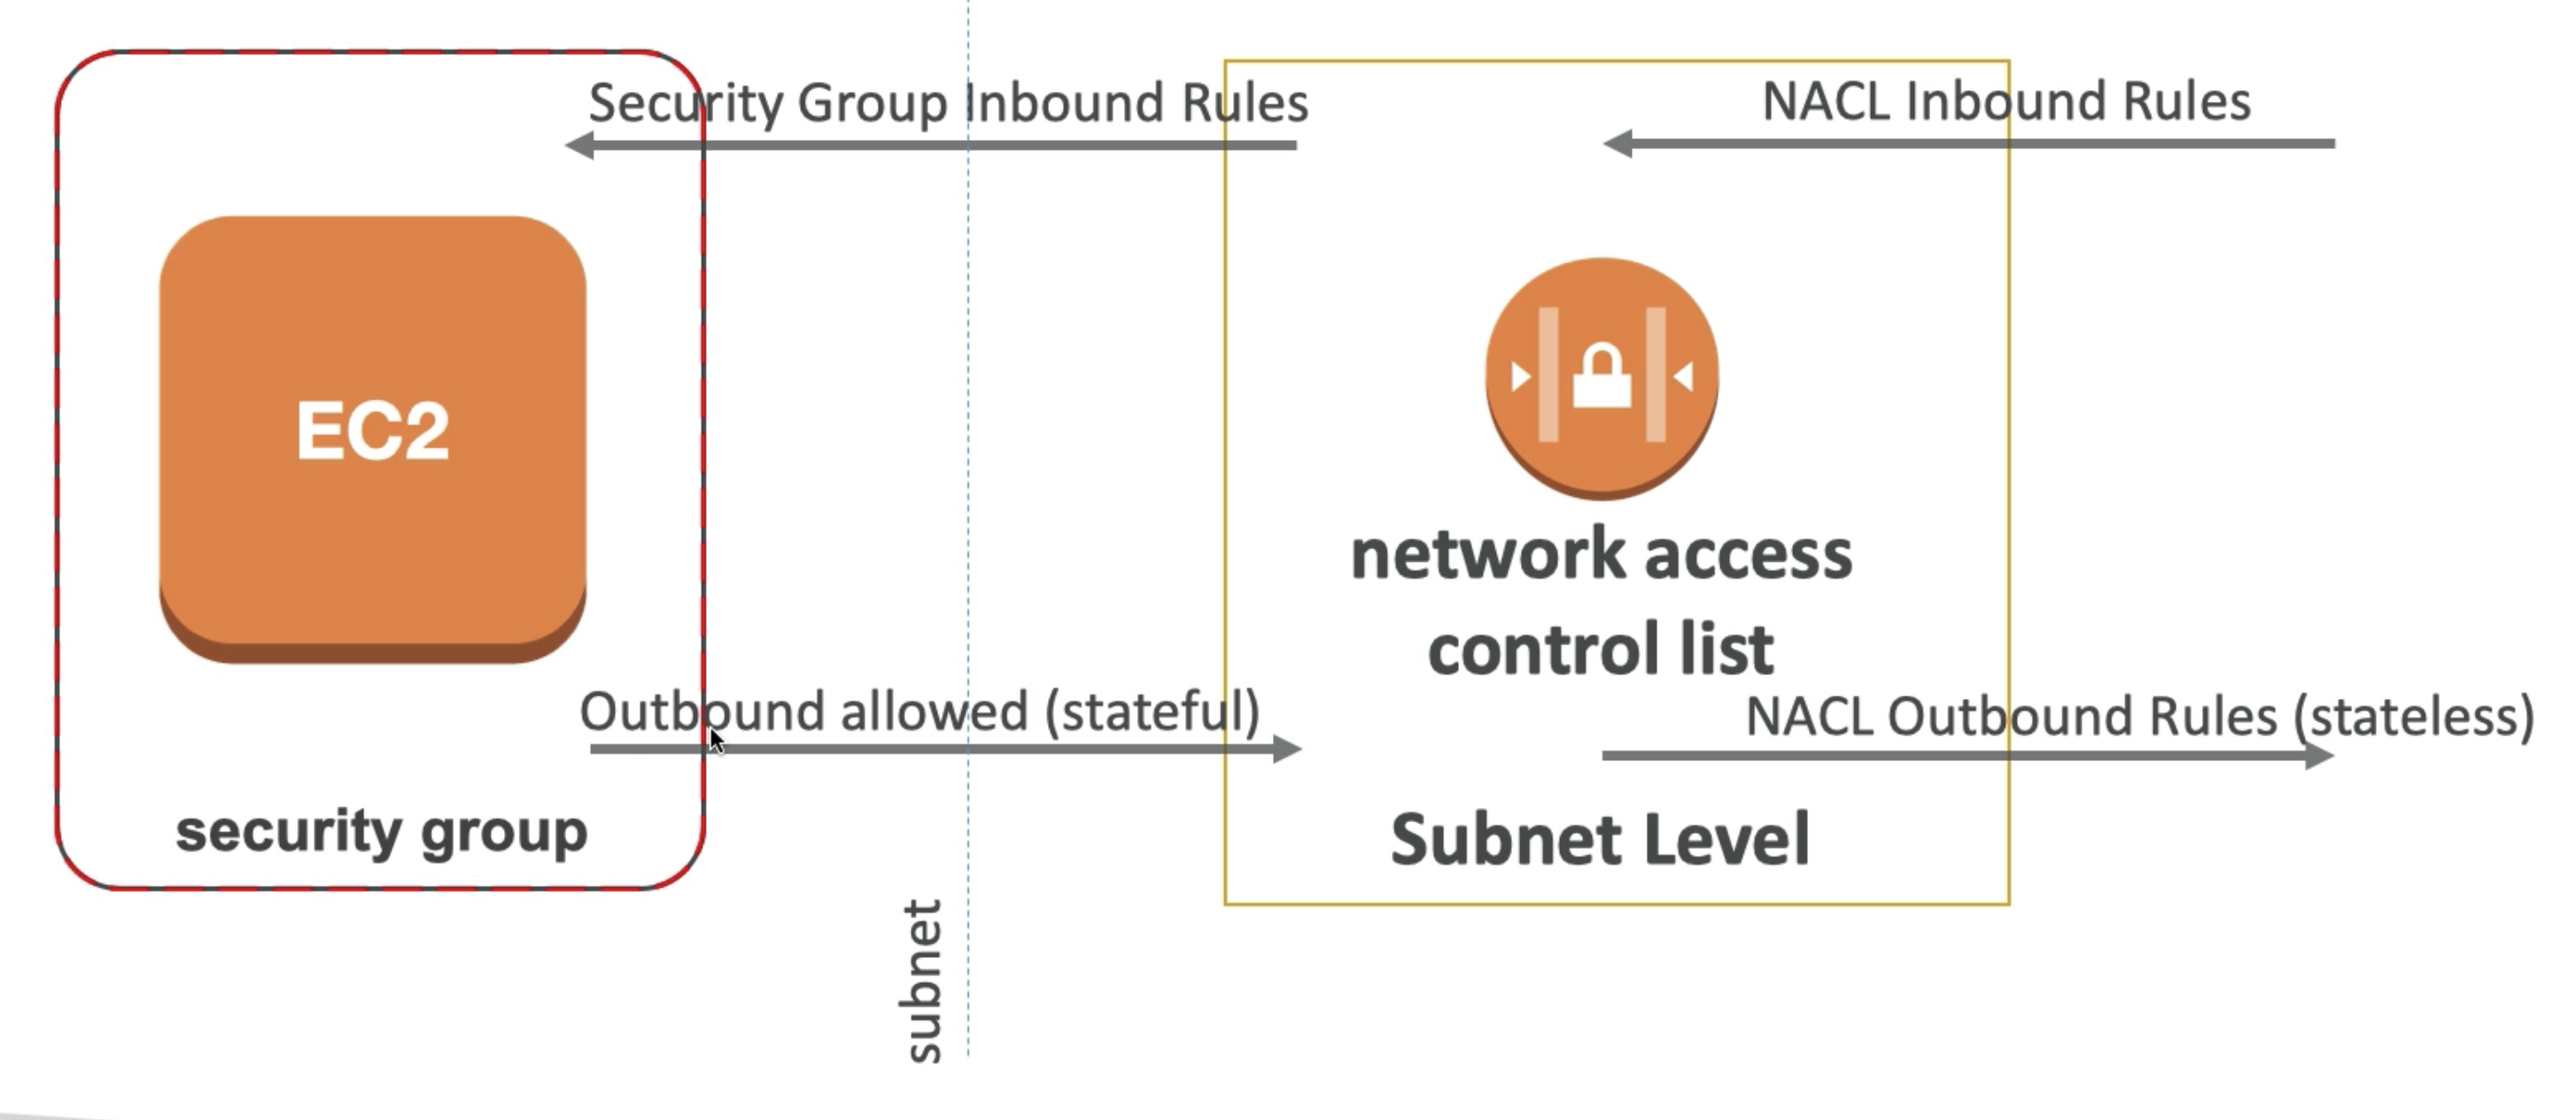 Security Group Inbound Rules
NACL Inbound Rules
EC2
network access
control list
Outbound allowed (stateful)
NACL Outbound Rules (stateless)
security group
Subnet Level
subnet